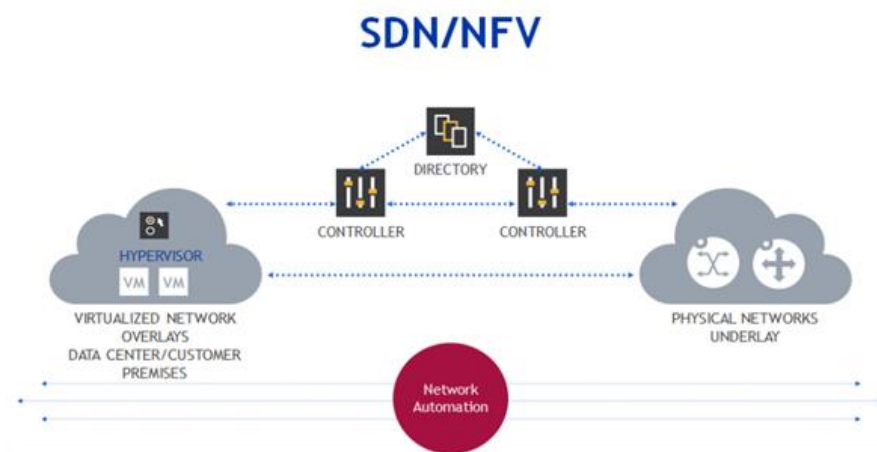 SDN/NFV
DIRECTORY
CONTROLLER
CONTROLLER
HYPERVISOR
VM VM
VIRTUALIZED NETWORK
OVERLAYS
DATA CENTER/CUSTOMER
PREMISES
PHYSICAL NETWORKS
UNDERLAY
Network
Automation